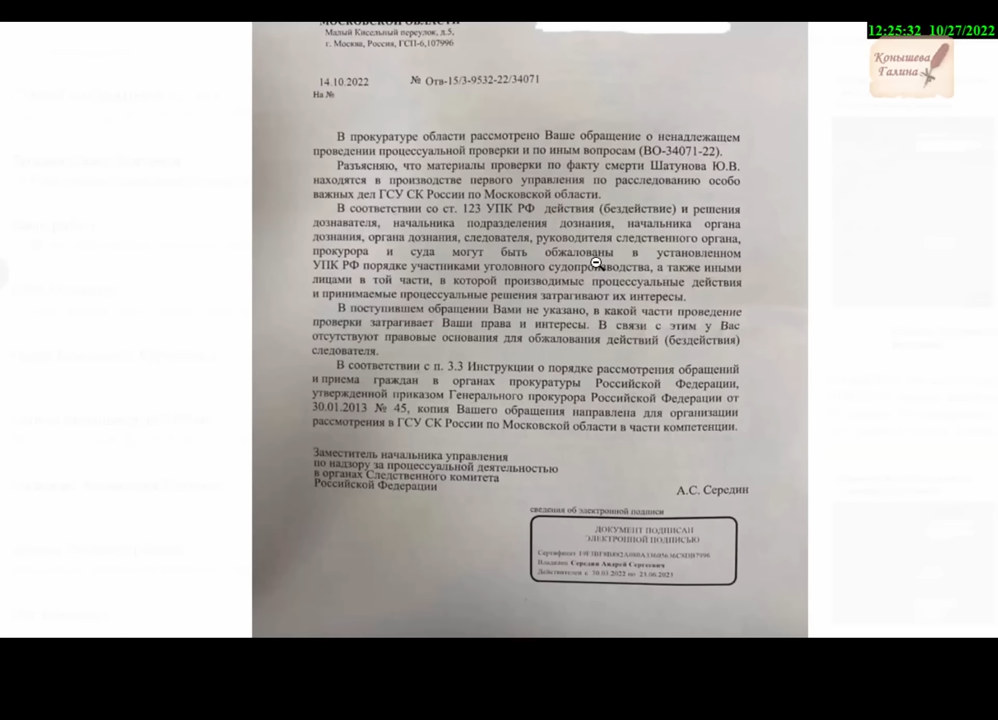 12:25:32 10/27/2022
Конышева
Галина
МОСКОВСКОЙ ОБЛАСТИ
Малый Кисельный переулок, д.5,
г. Москва, Россия, ГСП-6,107996
14.10.2022 № Отв-15/3-9532-22/34071
На №
В прокуратуре области рассмотрено Ваше обращение о ненадлежащем
проведении процессуальной проверки и по иным вопросам (ВО-34071-22).
Разъясняю, что материалы проверки по факту смерти Шатунова Ю.В.
находятся в производстве первого управления по расследованию особо
важных дел ГСУ СК России по Московской области.
В соответствии со ст. 123 УПК РФ действия (бездействие) и решения
дознавателя, начальника подразделения дознания, начальника органа
дознания, органа дознания, следователя, руководителя следственного органа,
прокурора и суда могут быть обжалованы в установленном
УПК РФ порядке участниками уголовного судопроизводства, а также иными
лицами в той части, в которой производимые процессуальные действия
и принимаемые процессуальные решения затрагивают их интересы.
В поступившем обращении Вами не указано, в какой части проведение
проверки затрагивает Ваши права и интересы. В связи с этим у Вас
отсутствуют правовые основания для обжалования действий (бездействия)
следователя.
В соответствии с п. 3.3 Инструкции о порядке рассмотрения обращений
и приема граждан в органах прокуратуры Российской Федерации,
утвержденной приказом Генерального прокурора Российской Федерации от
30.01.2013 № 45, копия Вашего обращения направлена для организации
рассмотрения в ГСУ СК России по Московской области в части компетенции.
Заместитель начальника управления
по надзору за процессуальной деятельностью
в органах Следственного комитета
Российской Федерации
А.С. Середин
сведения об электронной подписи
ДОКУМЕНТ ПОДПИСАН
ЭЛЕКТРОННОЙ ПОДПИСЬЮ
Сертификат
Владелец Середин Андрей Сергеевич
Действителен с 30.03.2022 по 23.06.2023